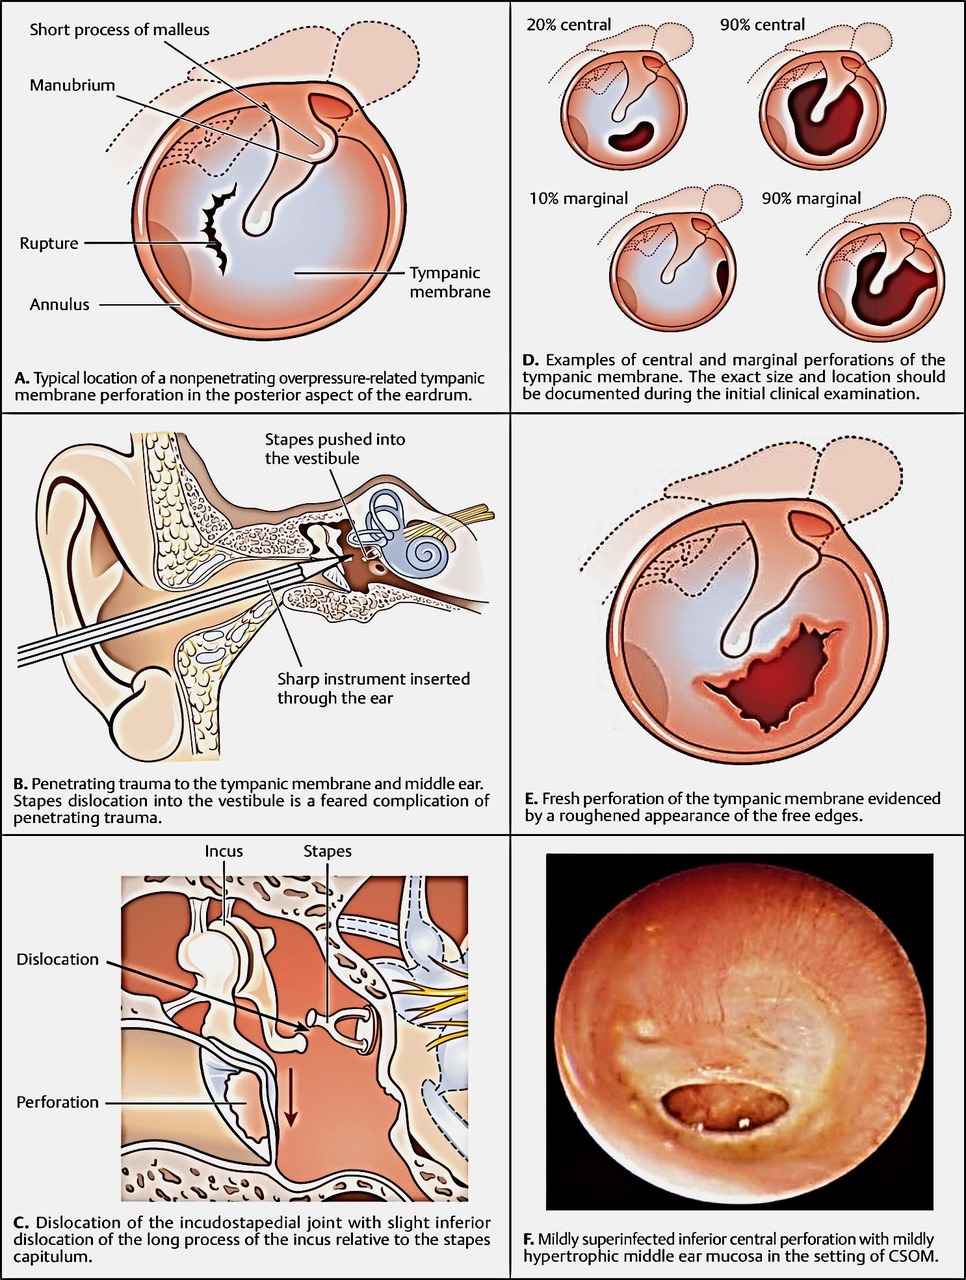 Short process of malleus
Manubrium
Rupture
Annulus
Tympanic
membrane
A. Typical location of a nonpenetrating overpressure-related tympanic
membrane perforation in the posterior aspect of the eardrum.
20% central
90% central
10% marginal
90% marginal
D. Examples of central and marginal perforations of the
tympanic membrane. The exact size and location should
be documented during the initial clinical examination.
Stapes pushed into
the vestibule
Sharp instrument inserted
through the ear
B. Penetrating trauma to the tympanic membrane and middle ear.
Stapes dislocation into the vestibule is a feared complication of
penetrating trauma.
E. Fresh perforation of the tympanic membrane evidenced
by a roughened appearance of the free edges.
Incus
Stapes
Dislocation
Perforation
C. Dislocation of the incudostapedial joint with slight inferior
dislocation of the long process of the incus relative to the stapes
capitulum.
F. Mildly superinfected inferior central perforation with mildly
hypertrophic middle ear mucosa in the setting of CSOM.